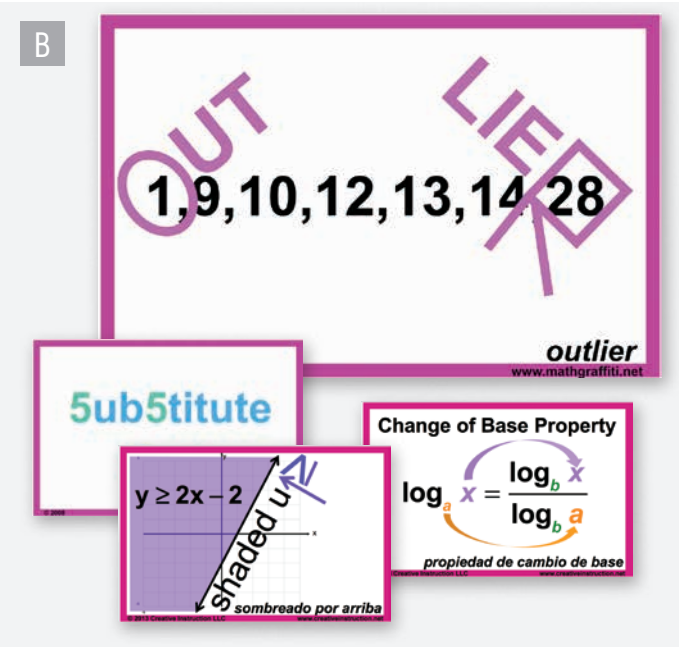 B
OUT LIER
1,9,10,12,13,14,28
outlier
www.mathgraffiti.net
5ub5titute
© 2008
y
y ≥ 2x – 2
x
shaded up
sombreado por arriba
© 2013 Creative Instruction LLC
www.creativeinstruction.net
Change of Base Property
logₐ x = log_b x / log_b a
propiedad de cambio de base
Creative Instruction LLC
www.creativeinstruction.net